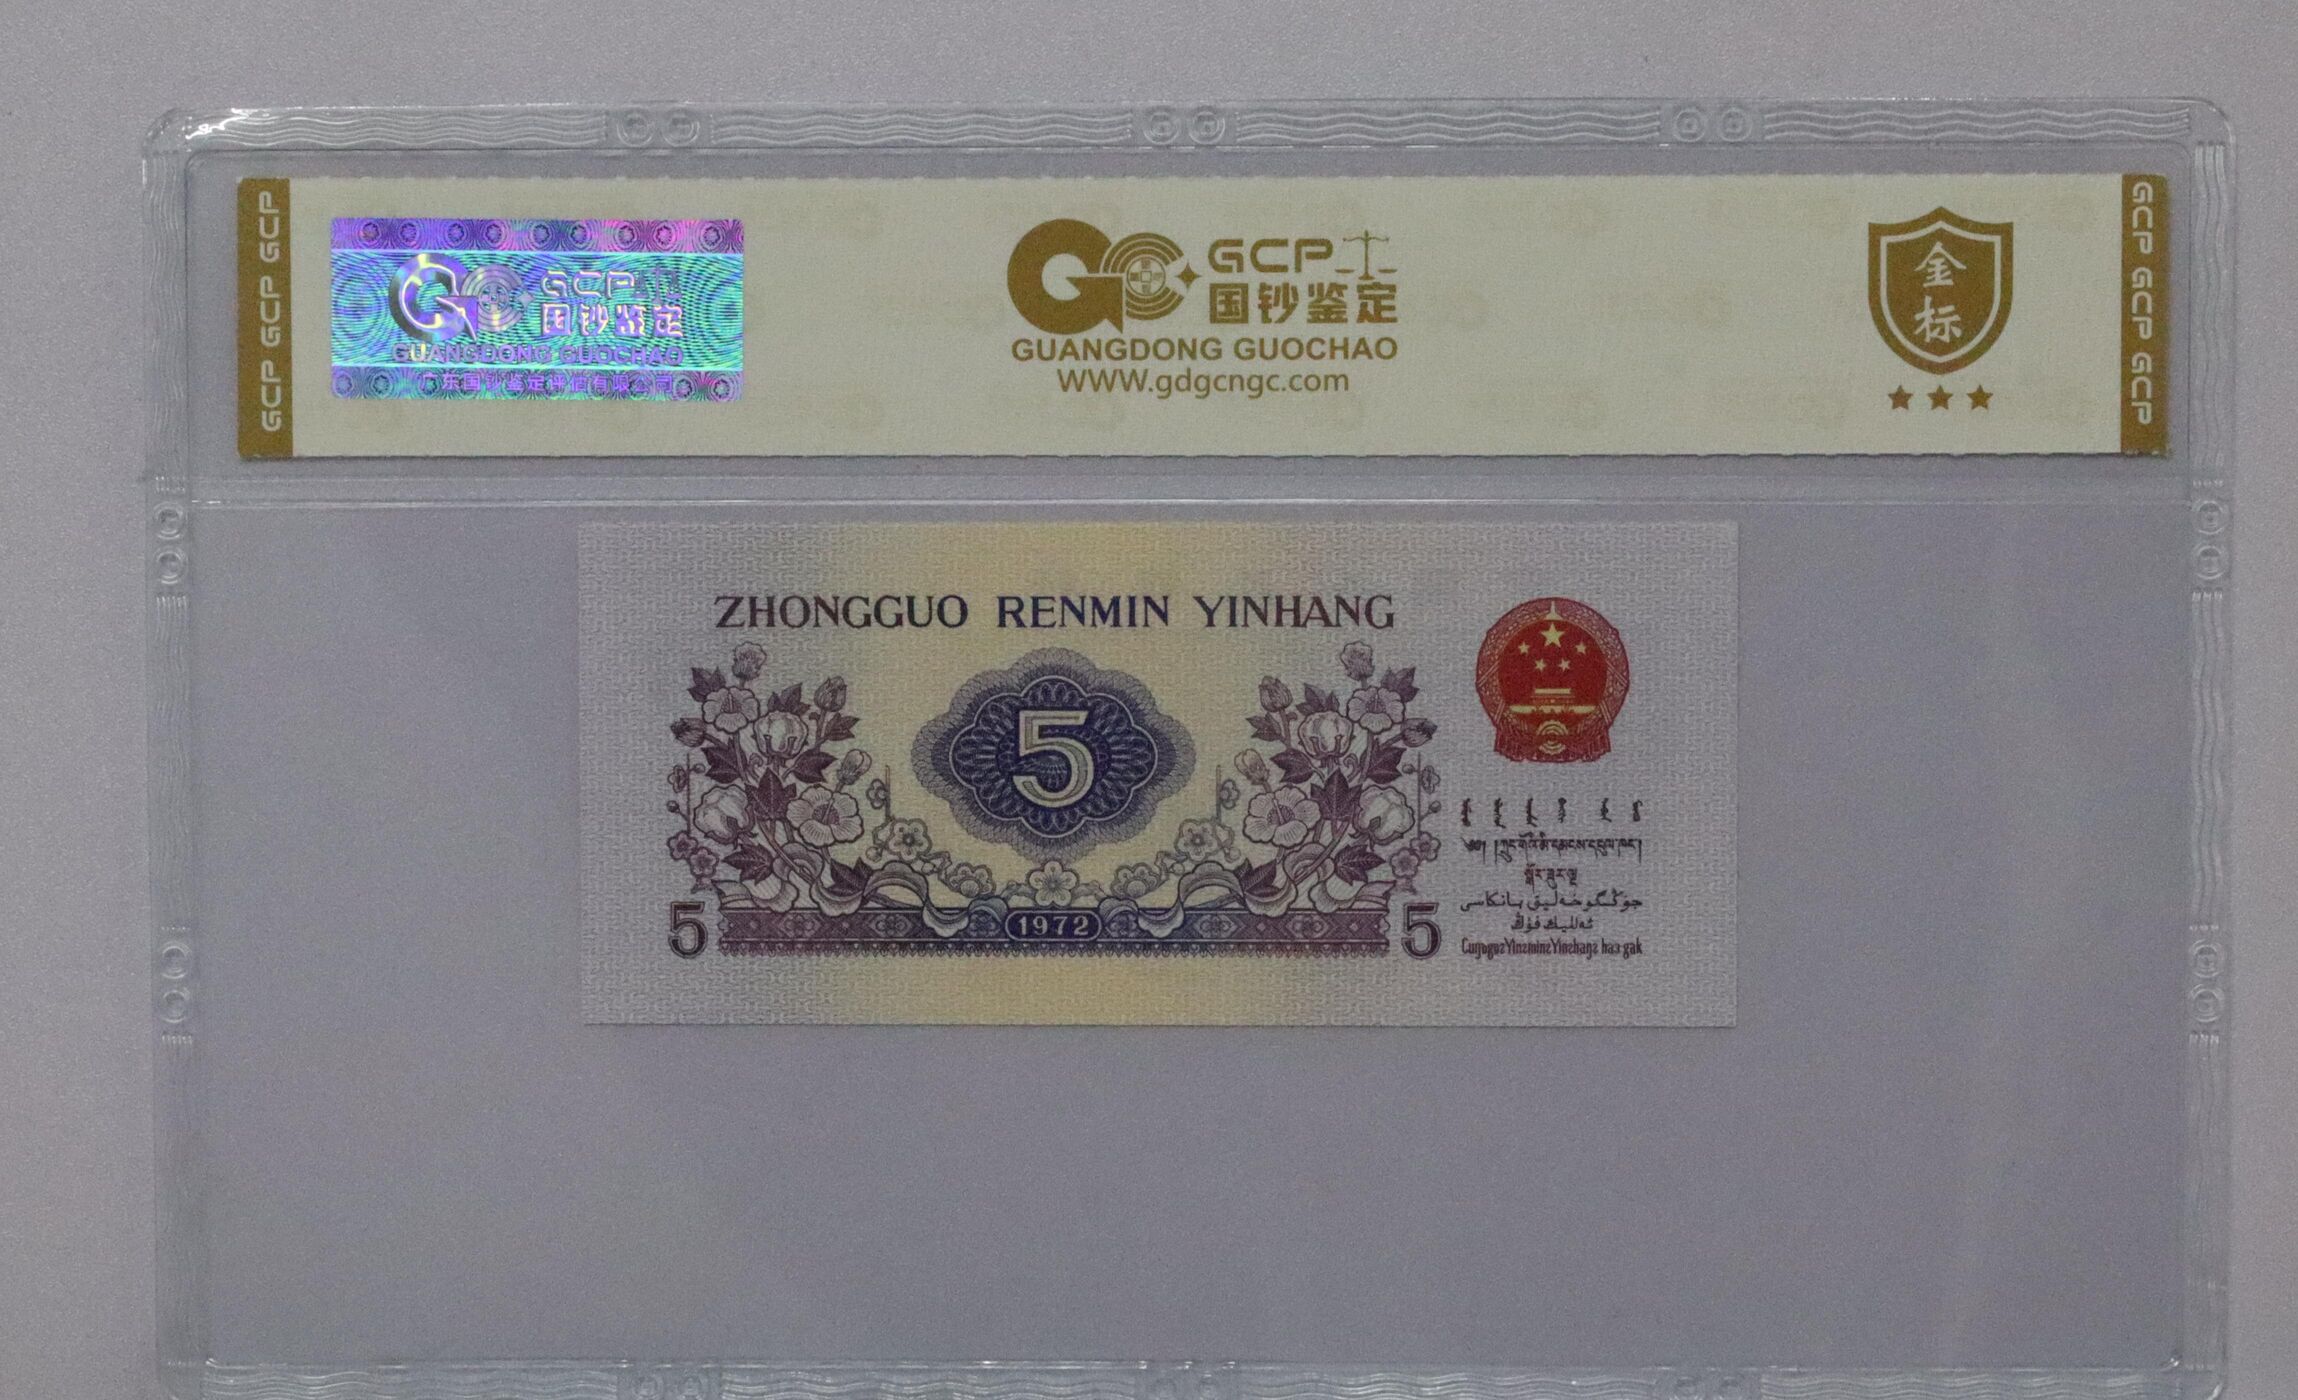 GCP GCP GCP
GCP
国钞鉴定
GUANGDONG GUOCHAO
广东国钞鉴定评估有限公司
GCP
国钞鉴定
GUANGDONG GUOCHAO
WWW.gdgcngc.com
金标
GCP GCP GCP
ZHONGGUO RENMIN YINHANG
5
1972
5
5